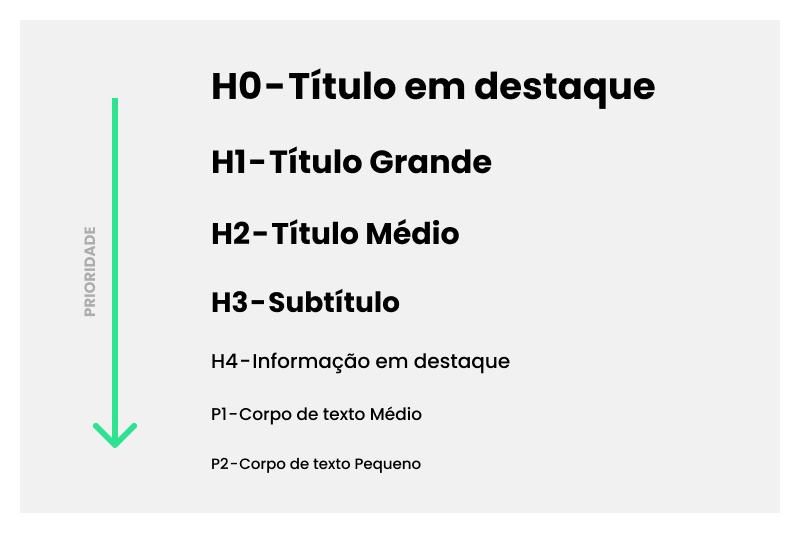 H0-Título em destaque
H1-Título Grande
H2-Título Médio
PRIORIDADE
H3-Subtítulo
H4-Informação em destaque
P1-Corpo de texto Médio
P2-Corpo de texto Pequeno